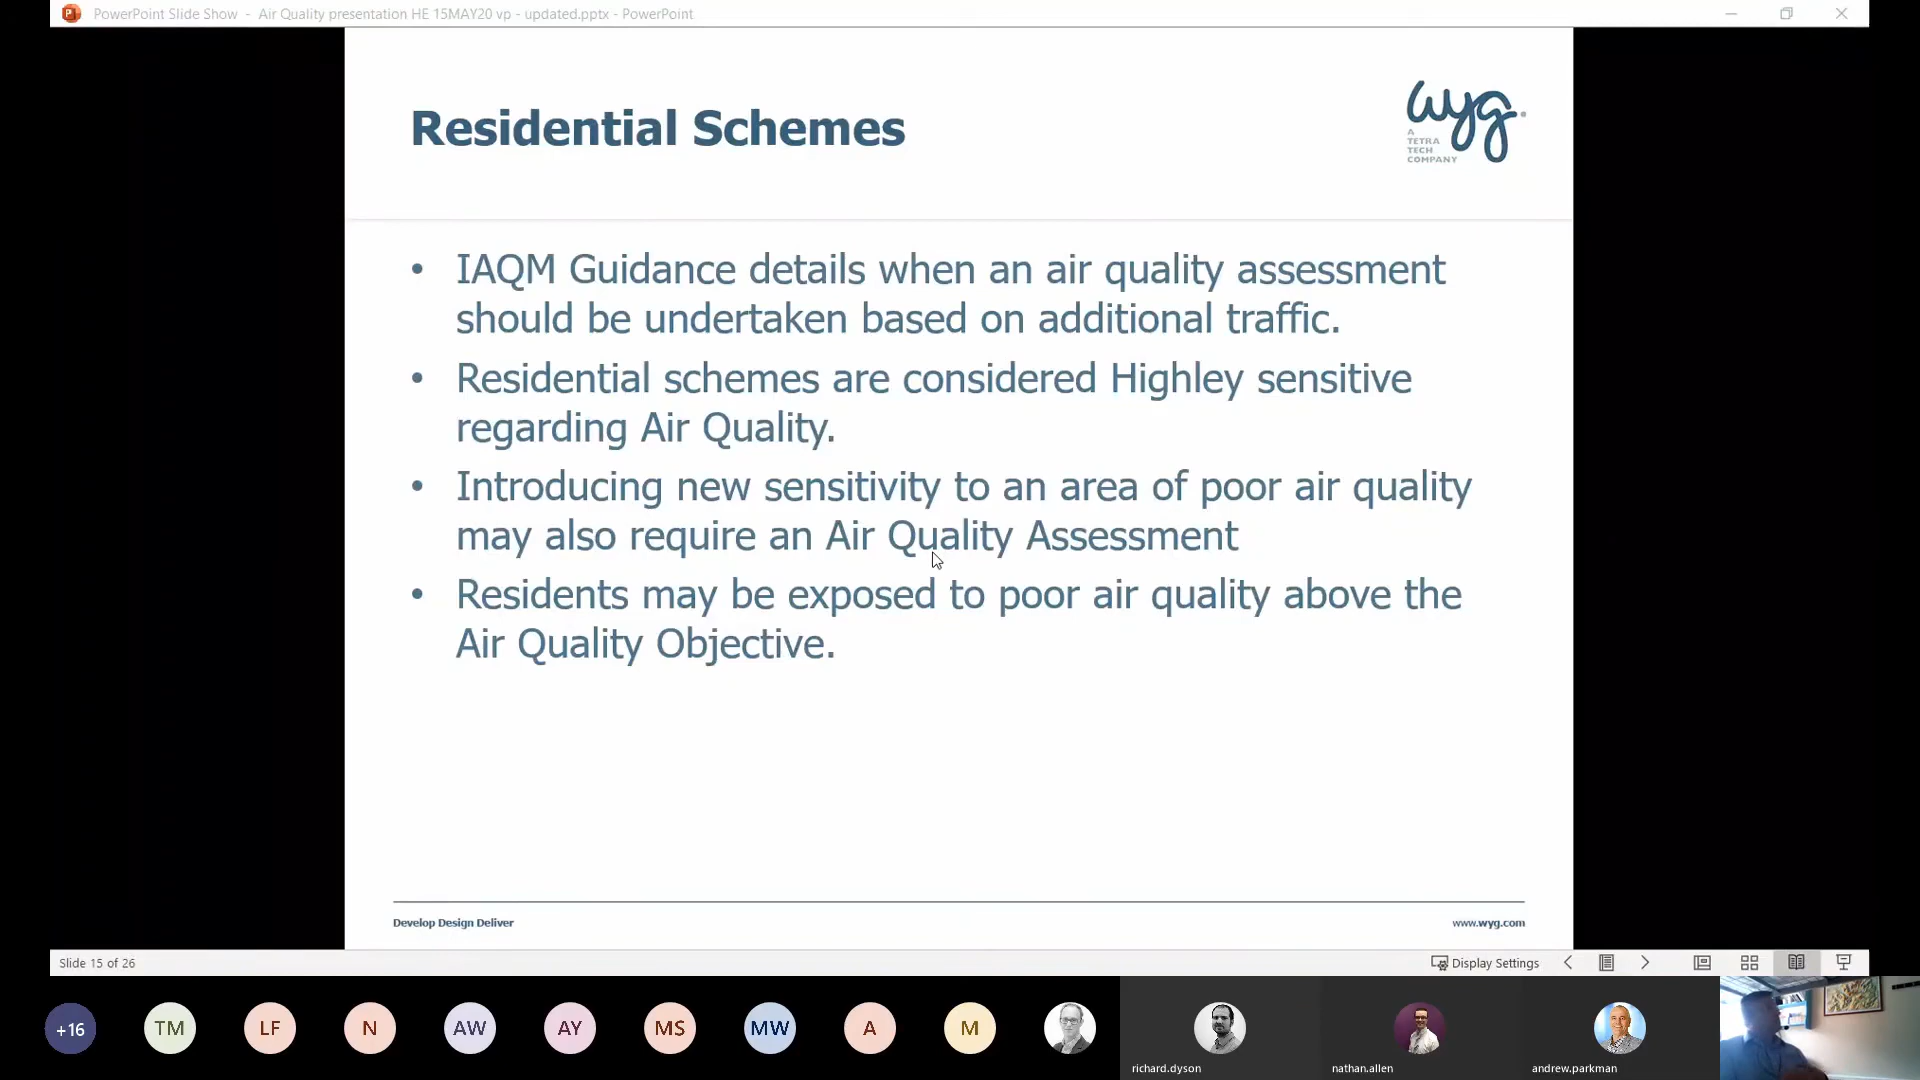 PowerPoint Slide Show - Air Quality presentation HE 15MAY20 vp - updated.pptx - PowerPoint
Residential Schemes
wyg.
A
TETRA
TECH
COMPANY
• IAQM Guidance details when an air quality assessment
should be undertaken based on additional traffic.
• Residential schemes are considered Highley sensitive
regarding Air Quality.
• Introducing new sensitivity to an area of poor air quality
may also require an Air Quality Assessment
• Residents may be exposed to poor air quality above the
Air Quality Objective.
Develop Design Deliver
www.wyg.com
Slide 15 of 26
Display Settings
+16
TM
LF
N
AW
AY
MS
MW
A
M
richard.dyson
nathan.allen
andrew.parkman